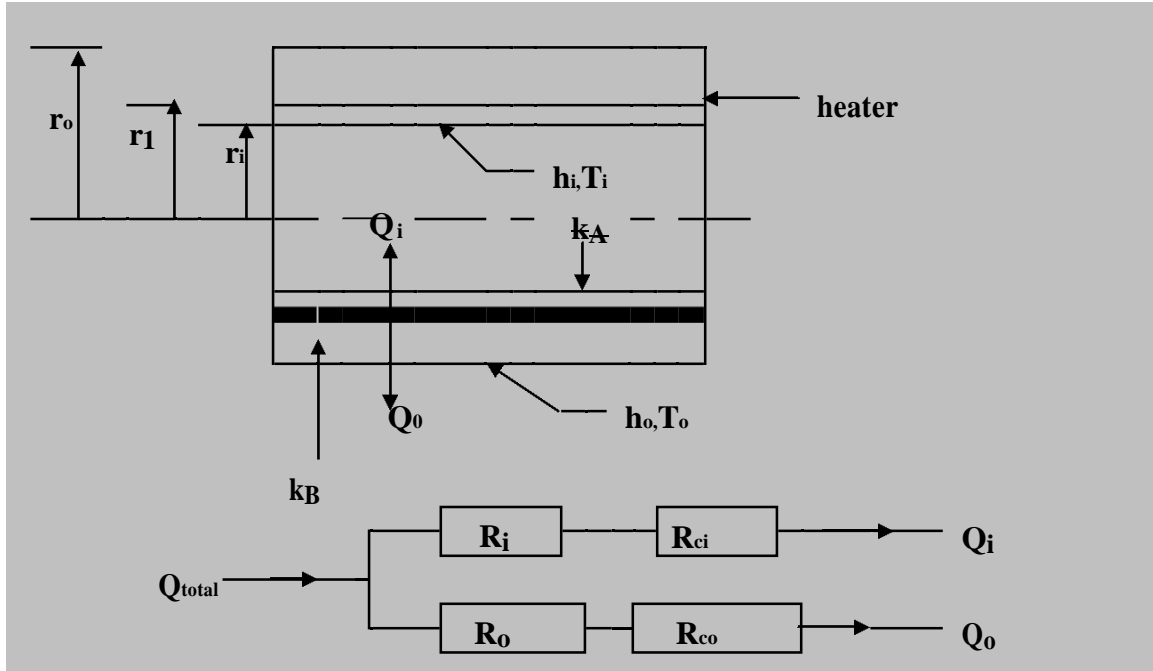 heater
ro
r1
ri
hi,Ti
Qi
kA
Q0
ho,To
kB
Ri
Rci
Qi
Qtotal
Ro
Rco
Qo